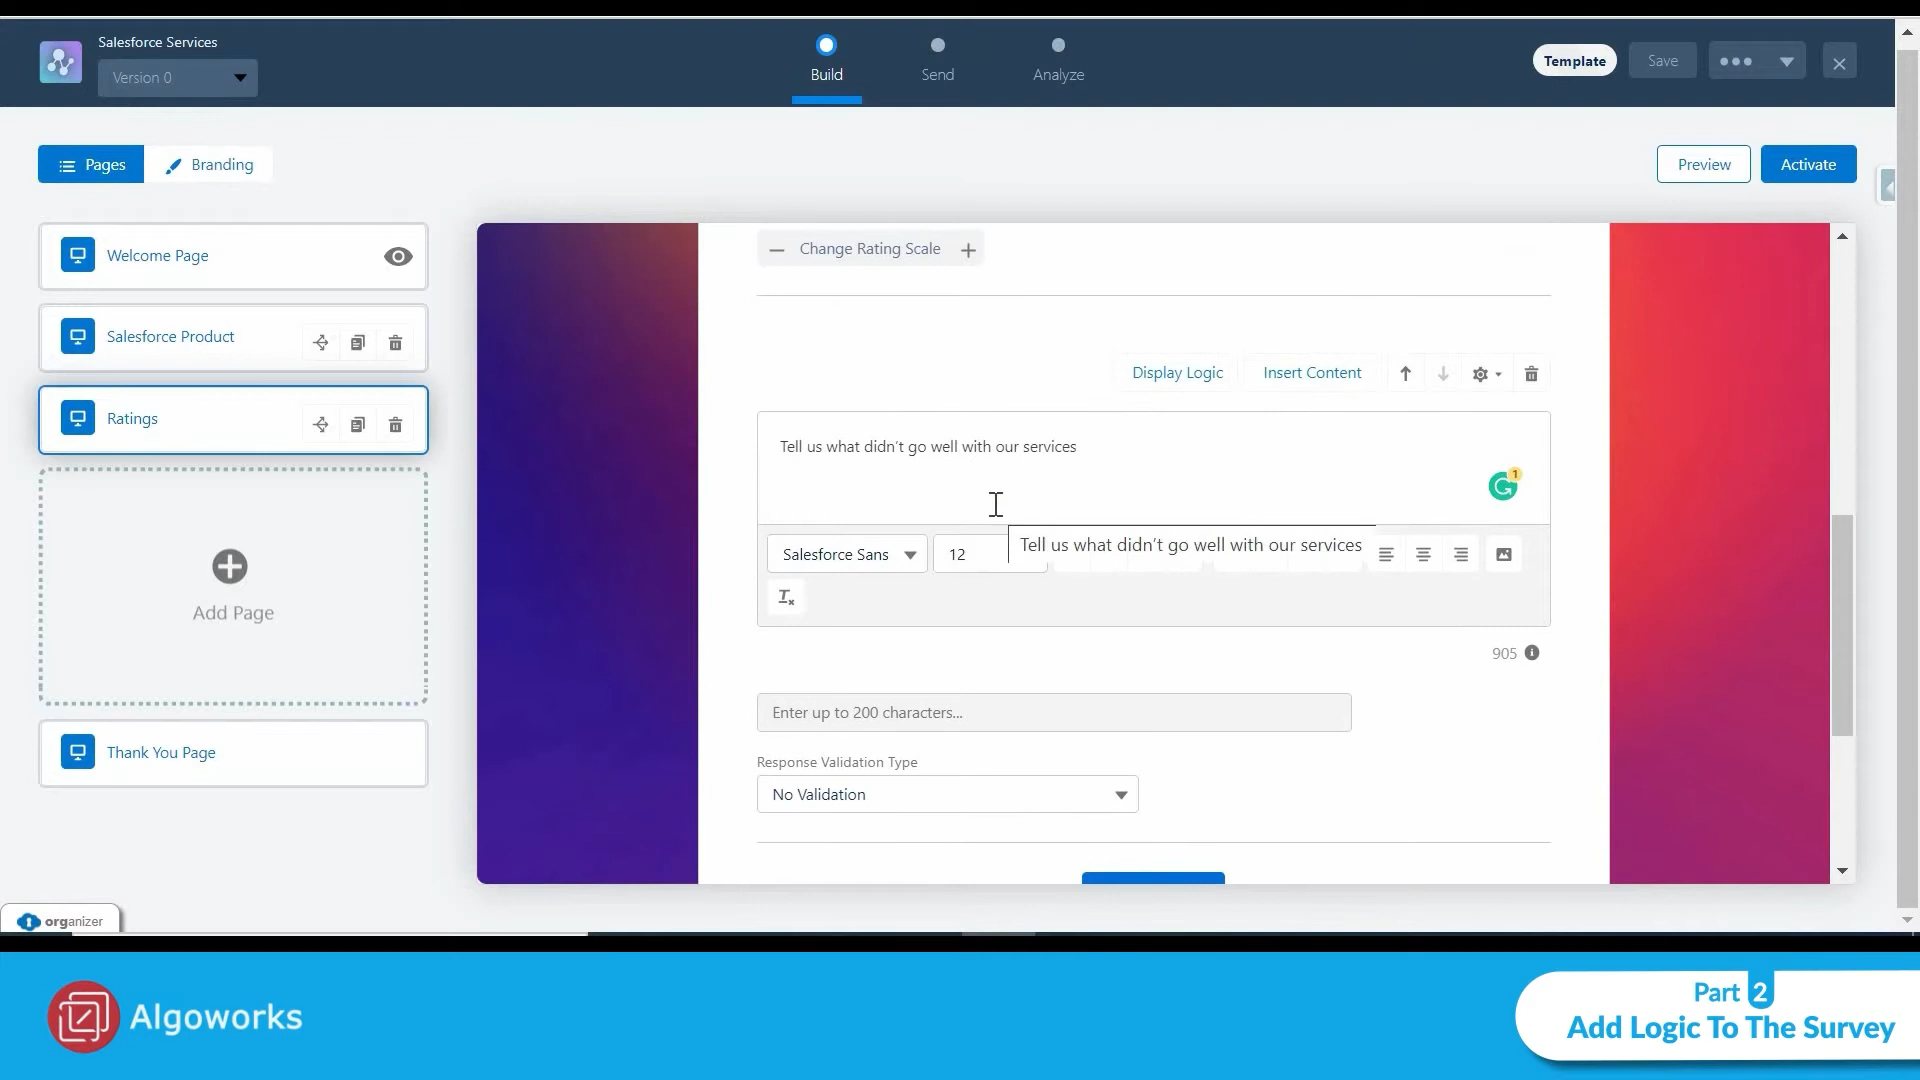 Salesforce Services
Version 0
Build
Send
Analyze
Template
Save
Pages
Branding
Preview
Activate
Welcome Page
Salesforce Product
Ratings
Add Page
Thank You Page
Change Rating Scale
Display Logic
Insert Content
Tell us what didn't go well with our services
1
Salesforce Sans
12
Tell us what didn't go well with our services
905
Enter up to 200 characters...
Response Validation Type
No Validation
organizer
Algoworks
Part 2
Add Logic To The Survey